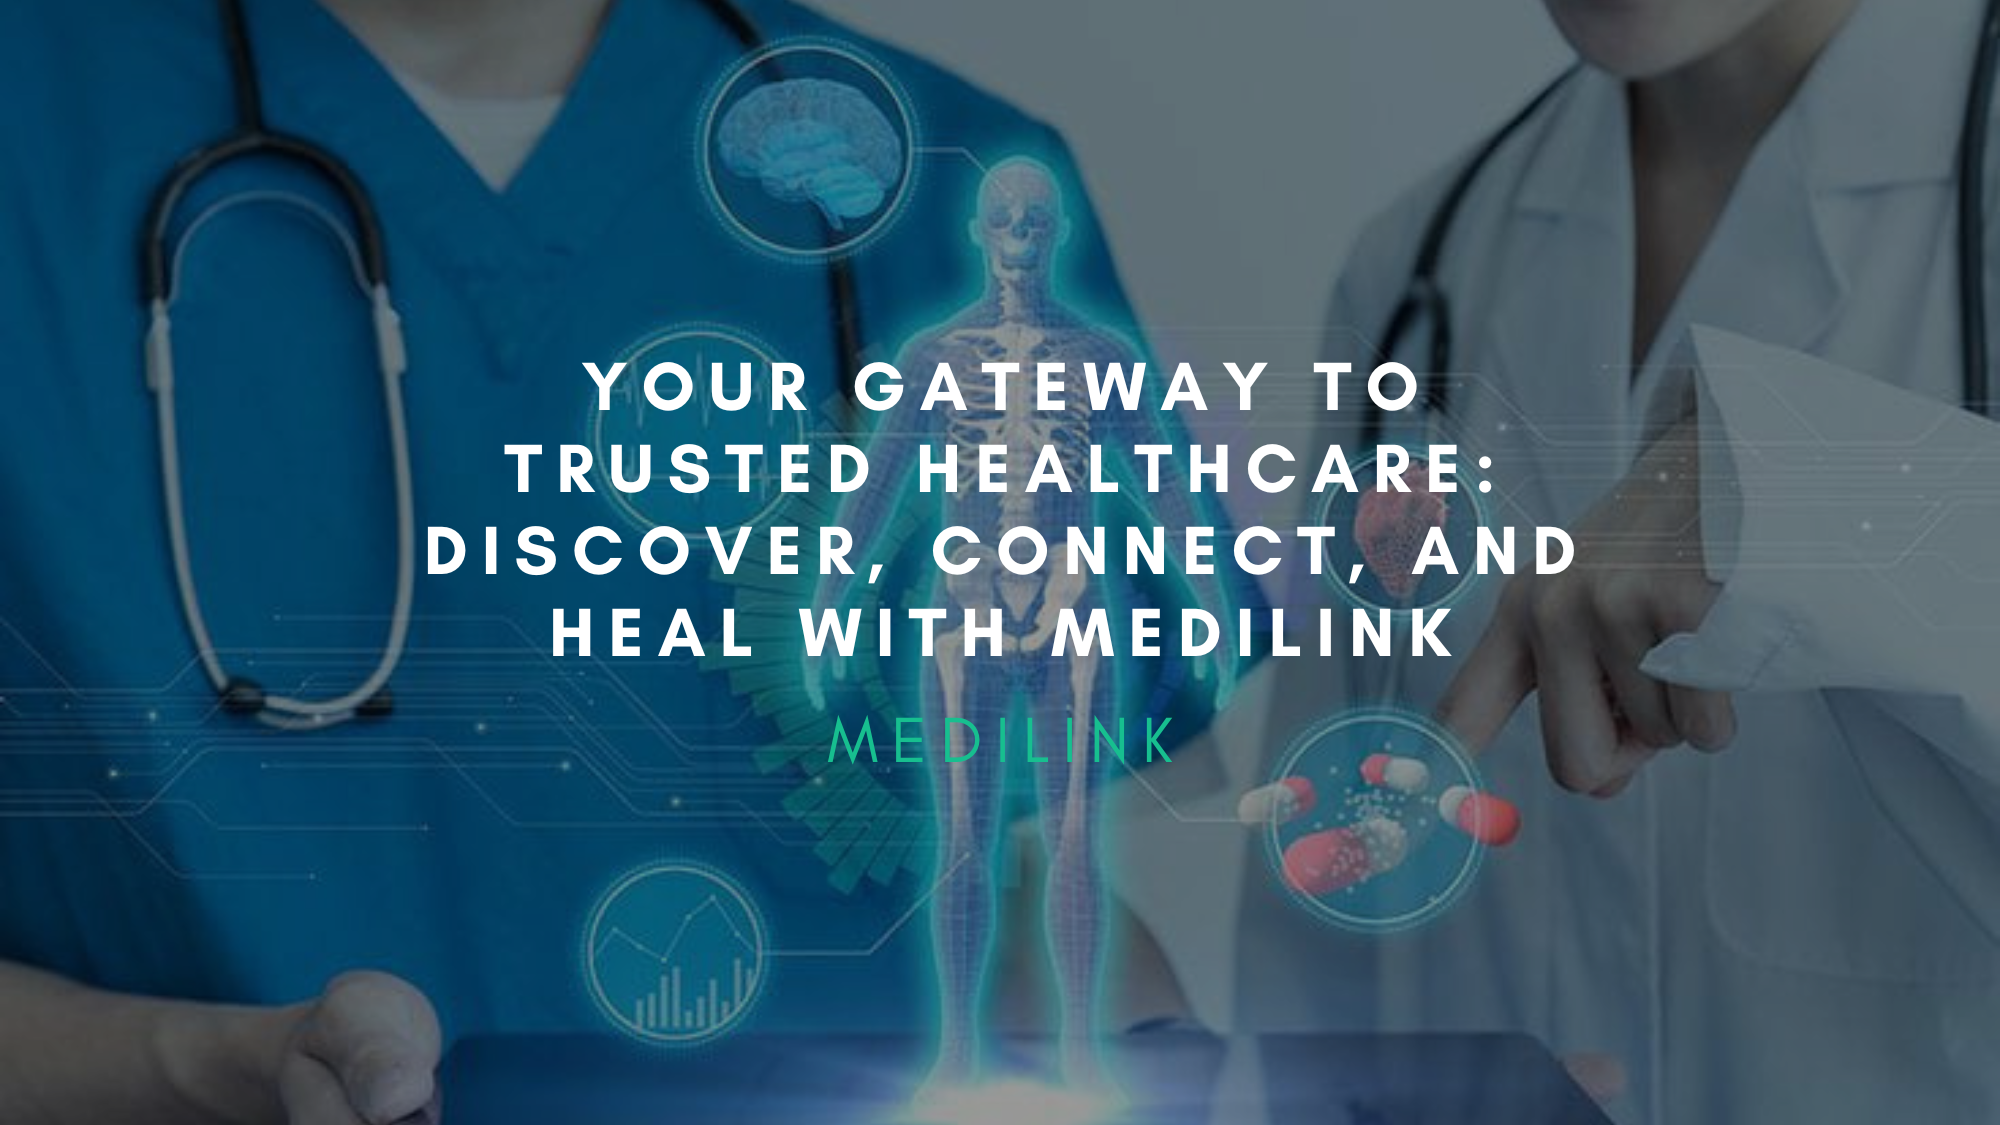 YOUR GATEWAY TO
TRUSTED HEALTHCARE:
DISCOVER, CONNECT, AND
HEAL WITH MEDILINK
MEDILINK